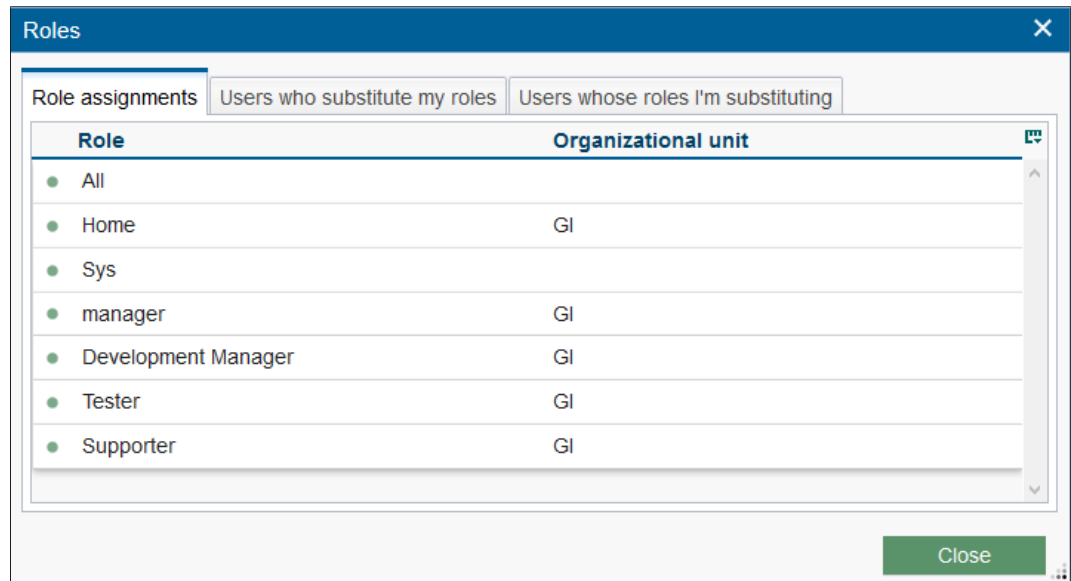 Roles
Role assignments Users who substitute my roles Users whose roles I'm substituting
Role Organizational unit
All
Home GI
Sys
manager GI
Development Manager GI
Tester GI
Supporter GI
Close